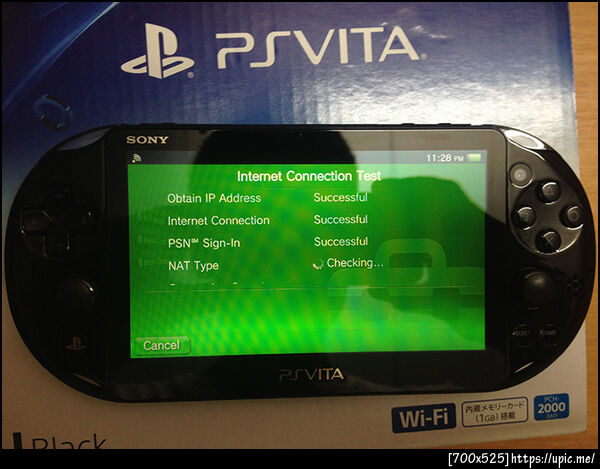 PSVITA
SONY
11:28 PM
Internet Connection Test
Obtain IP Address Successful
Internet Connection Successful
PSN℠ Sign-In Successful
NAT Type Checking...
Cancel
SELECT START
PSVITA
Wi-Fi
内蔵メモリーカード
(1GB)搭載
PCH-
2000
Black
[700x525]https://upic.me/